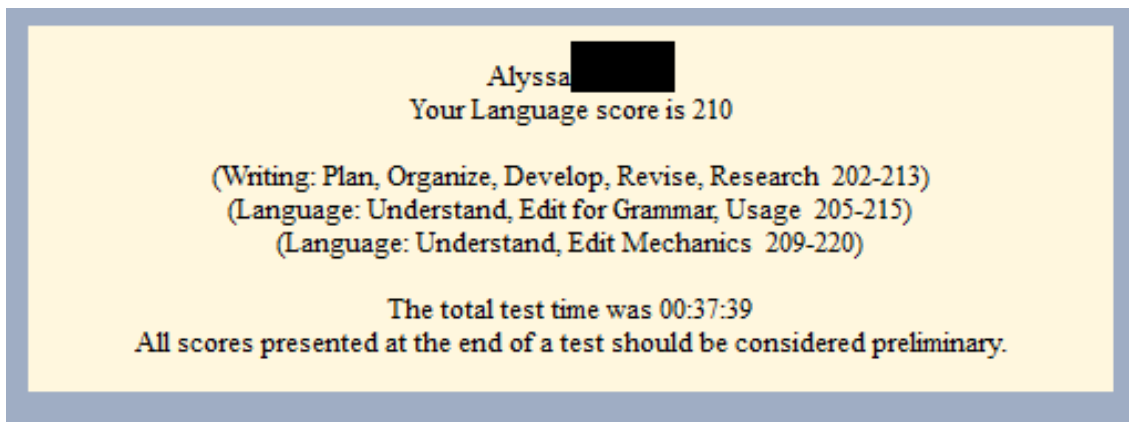 Alyssa
Your Language score is 210
(Writing: Plan, Organize, Develop, Revise, Research 202-213)
(Language: Understand, Edit for Grammar, Usage 205-215)
(Language: Understand, Edit Mechanics 209-220)
The total test time was 00:37:39
All scores presented at the end of a test should be considered preliminary.